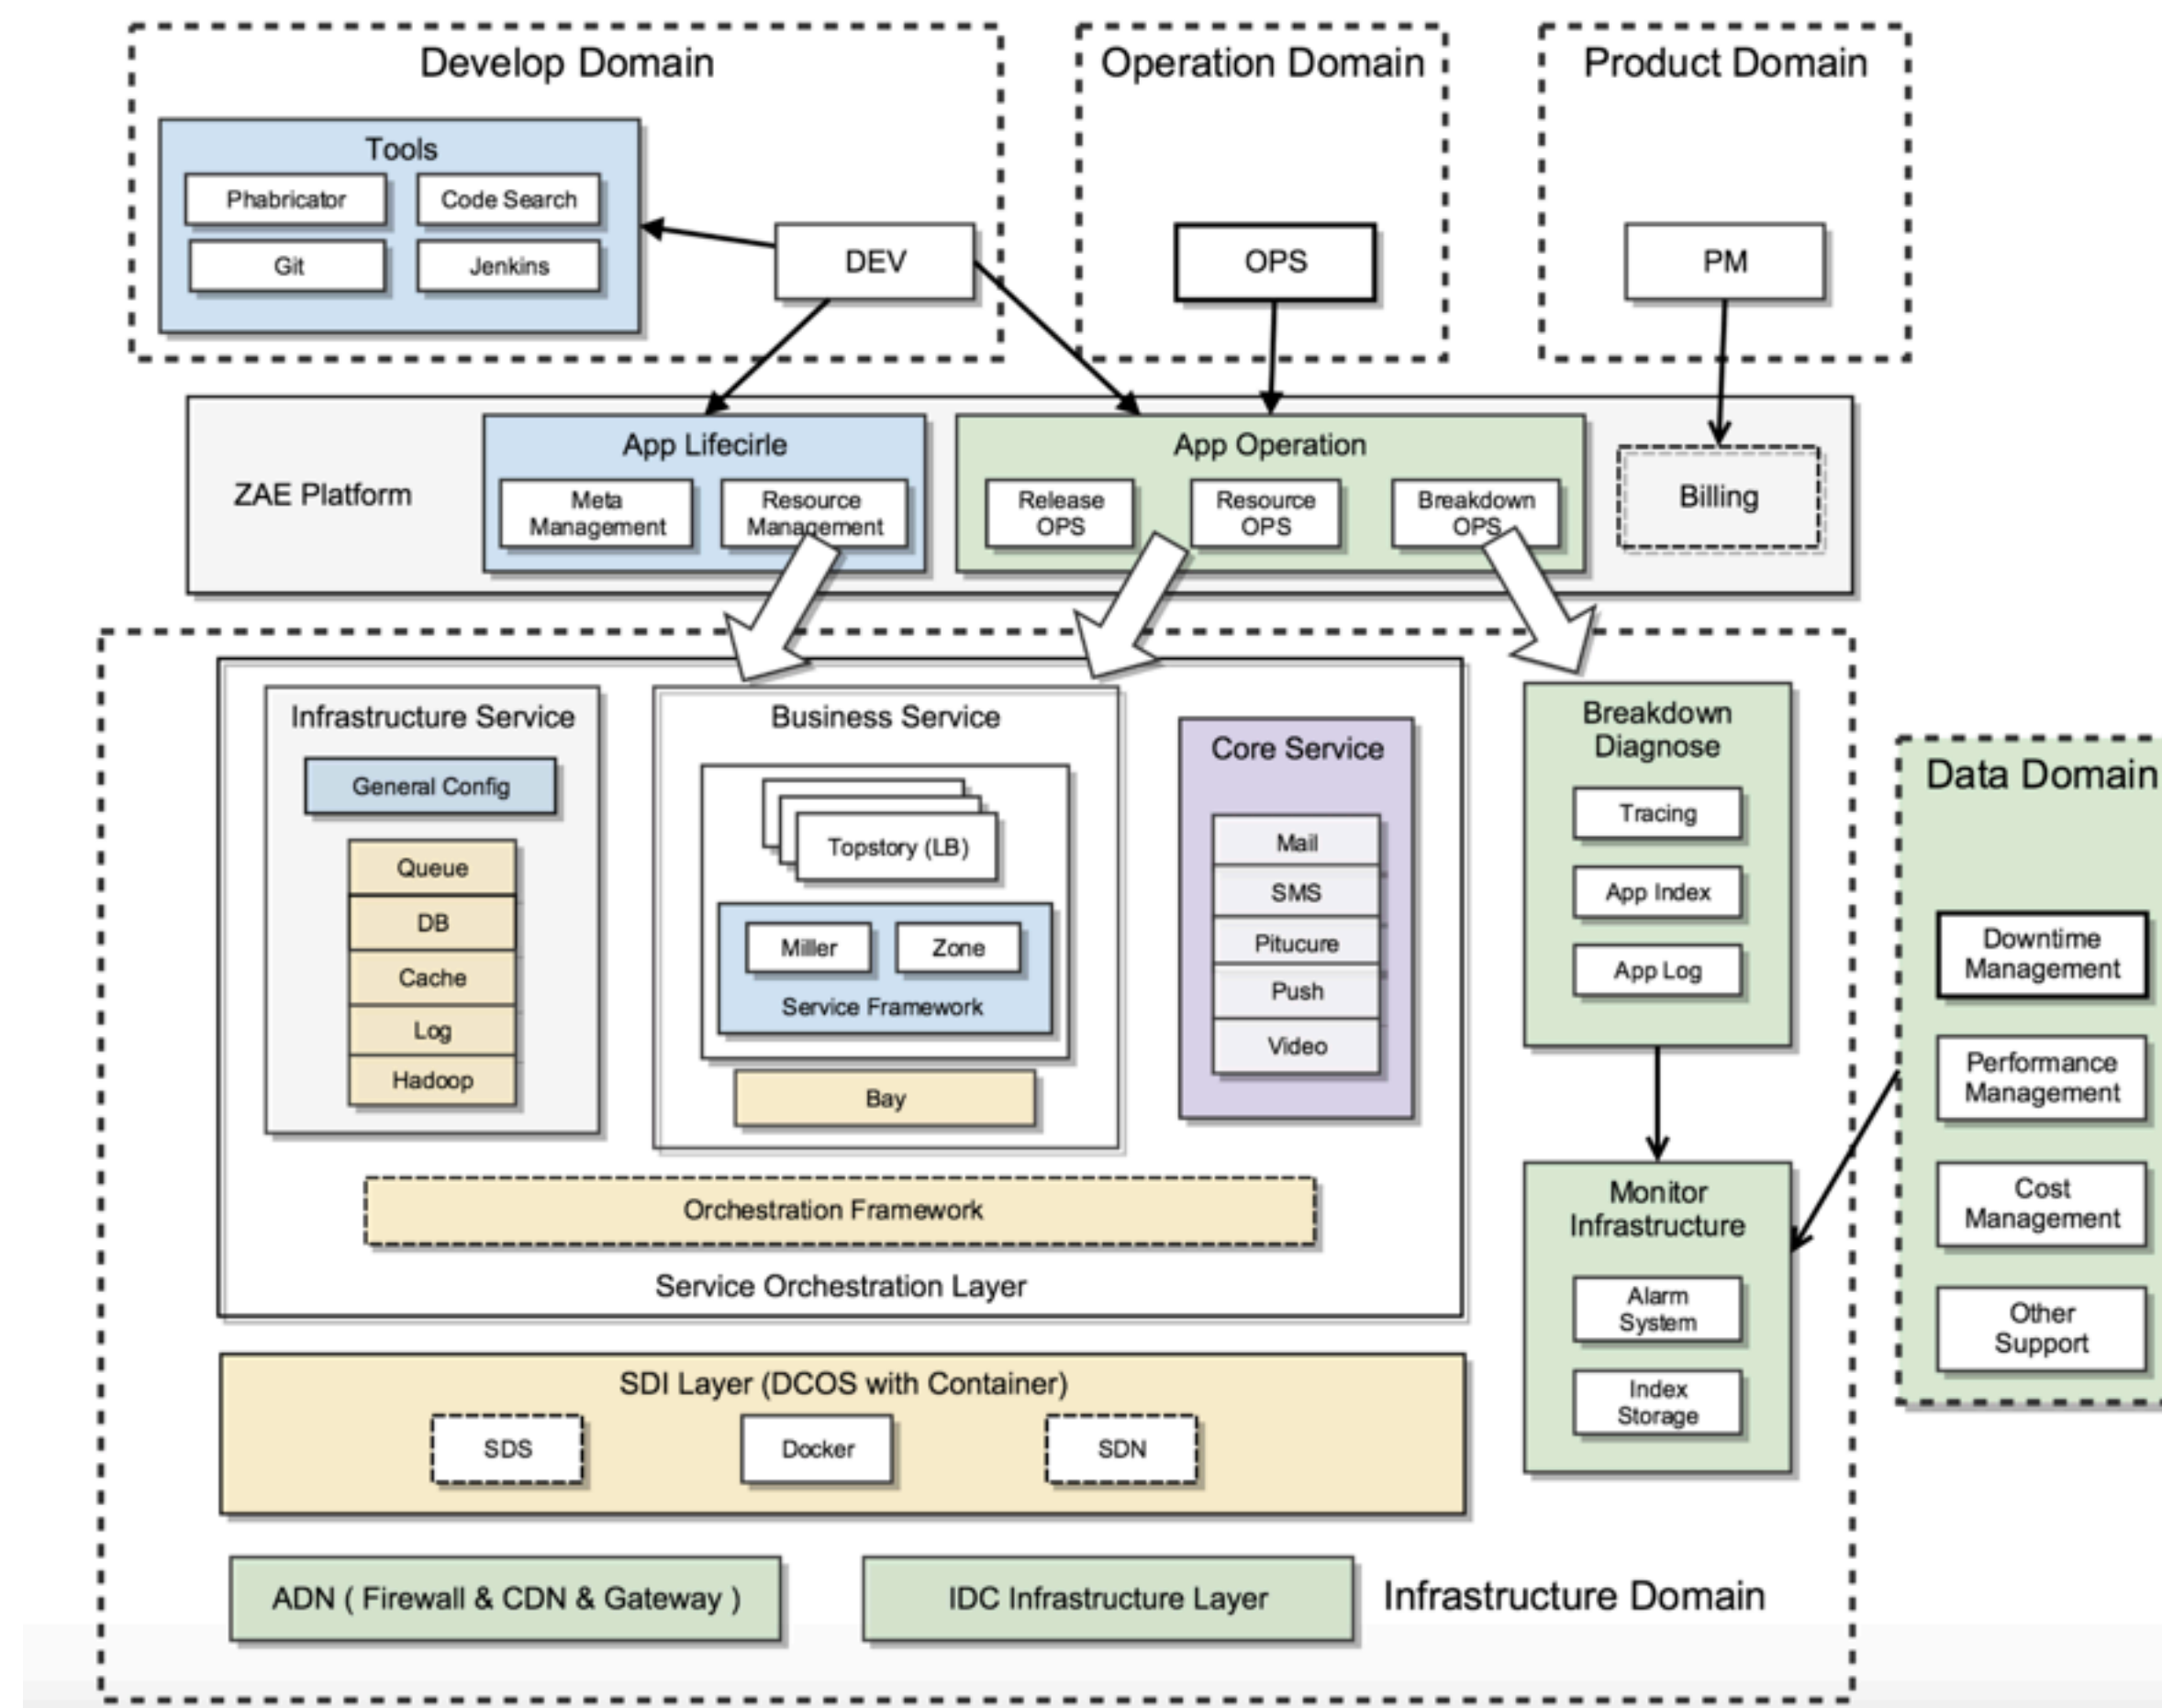 Develop Domain
Operation Domain
Product Domain
Tools
Phabricator
Code Search
Git
Jenkins
DEV
OPS
PM
ZAE Platform
App Lifecirle
Meta
Management
Resource
Management
App Operation
Release
OPS
Resource
OPS
Breakdown
OPS
Billing
Infrastructure Service
General Config
Queue
DB
Cache
Log
Hadoop
Business Service
Topstory (LB)
Miller
Zone
Service Framework
Bay
Core Service
Mail
SMS
Pitucure
Push
Video
Orchestration Framework
Service Orchestration Layer
Breakdown
Diagnose
Tracing
App Index
App Log
Monitor
Infrastructure
Alarm
System
Index
Storage
Data Domain
Downtime
Management
Performance
Management
Cost
Management
Other
Support
SDI Layer (DCOS with Container)
SDS
Docker
SDN
ADN ( Firewall & CDN & Gateway )
IDC Infrastructure Layer
Infrastructure Domain